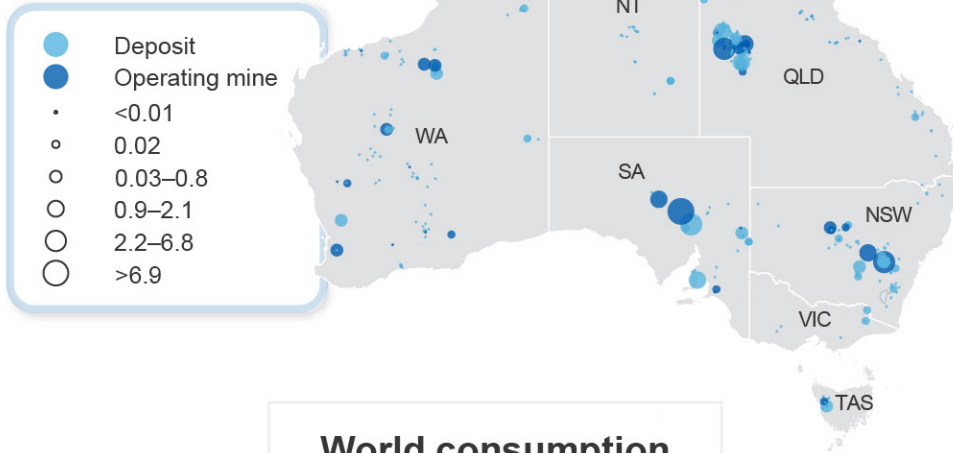 Deposit
Operating mine
<0.01
0.02
0.03–0.8
0.9–2.1
2.2–6.8
>6.9
NT
QLD
WA
SA
NSW
VIC
TAS
World consumption